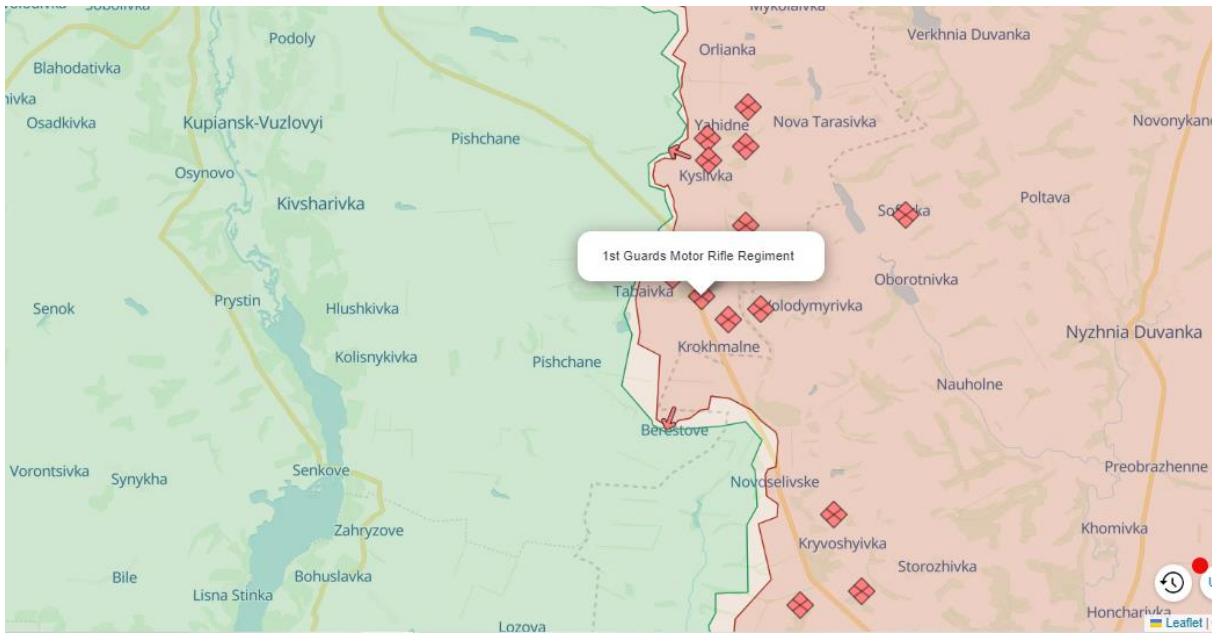 Mykolaivka
Podoly
Orlianka
Verkhnia Duvanka
Blahodativka
Osadkivka
Kupiansk-Vuzlovyi
Pishchane
Yahidne
Nova Tarasivka
Osynovo
Kyslivka
Kivsharivka
Poltava
1st Guards Motor Rifle Regiment
Oborotnivka
Tabaivka
Prystin
Senok
Hlushkivka
Nyzhnia Duvanka
Kolisnykivka
Pishchane
Krokhmalne
Nauholne
Berestove
Vorontsivka
Synykha
Senkove
Novoselivske
Preobrazhenne
Zahryzove
Kryvoshyivka
Khomivka
Storozhivka
Bile
Bohuslavka
Lisna Stinka
Honcharivka
Lozova
Leaflet |